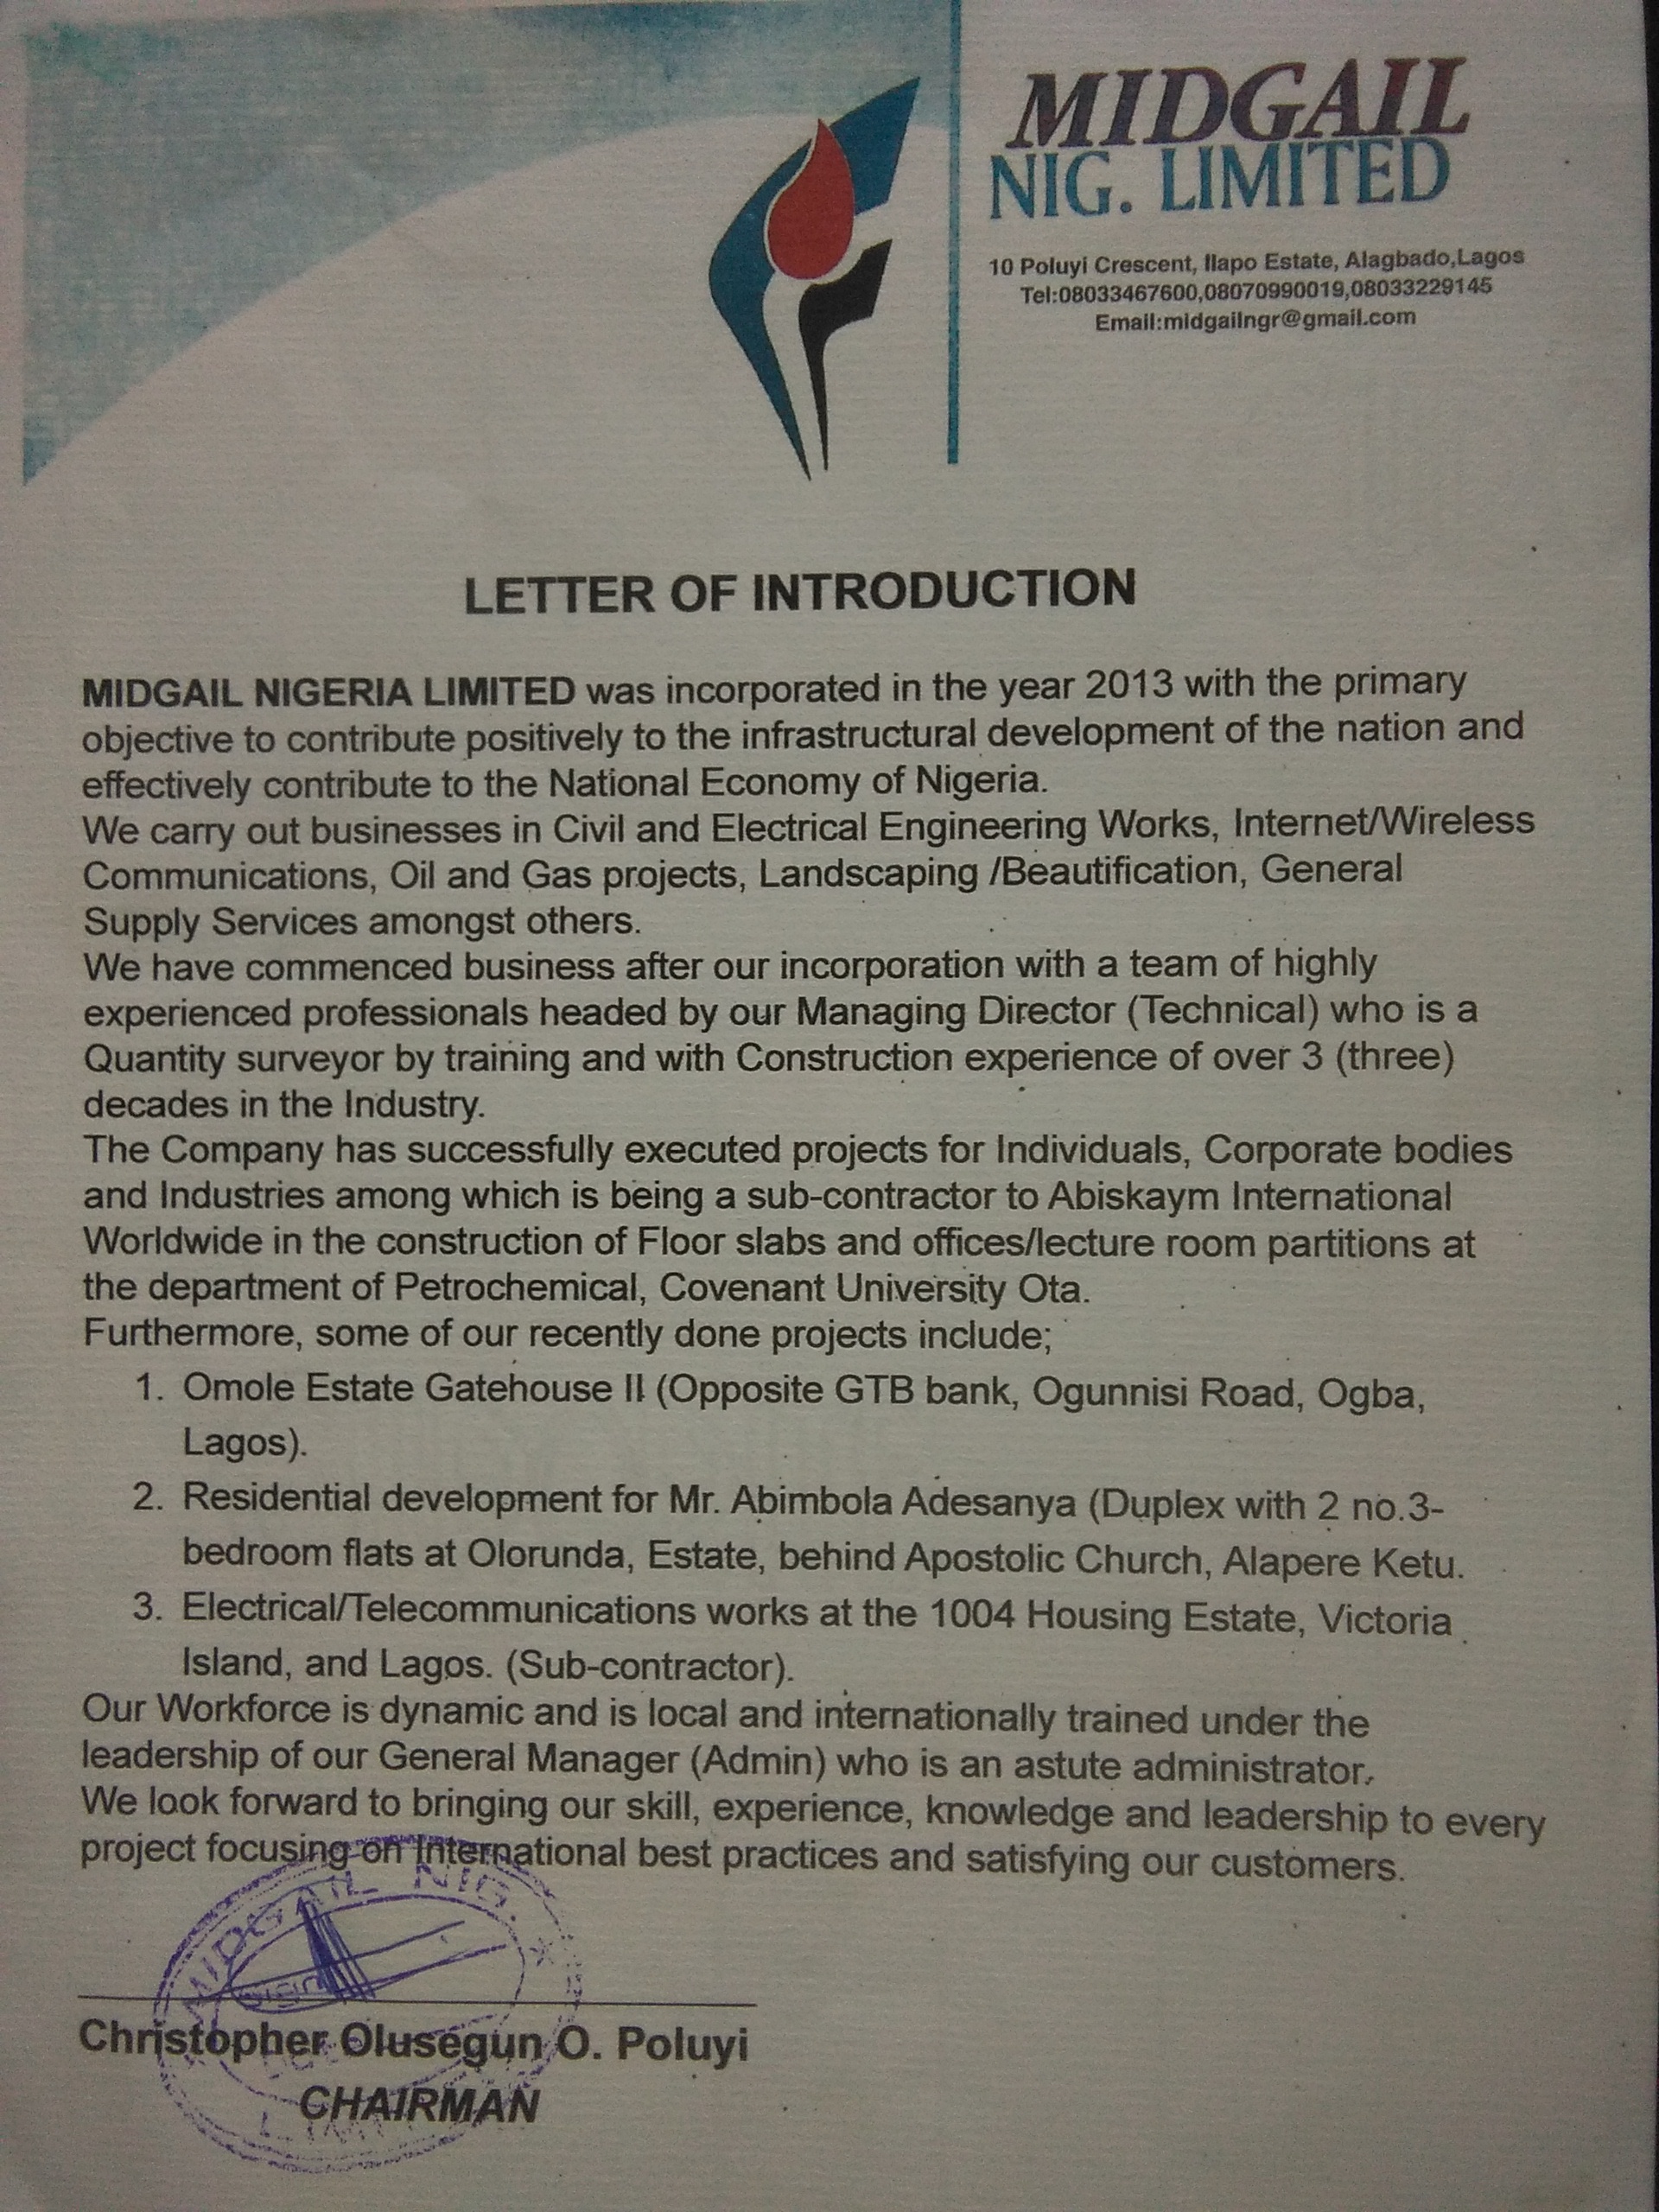 MIDGAIL
NIG. LIMITED
10 Poluyi Crescent, Ilapo Estate, Alagbado,Lagos
Tel:08033467600,08070990019,08033229145
Email:midgailngr@gmail.com
LETTER OF INTRODUCTION
MIDGAIL NIGERIA LIMITED was incorporated in the year 2013 with the primary
objective to contribute positively to the infrastructural development of the nation and
effectively contribute to the National Economy of Nigeria.
We carry out businesses in Civil and Electrical Engineering Works, Internet/Wireless
Communications, Oil and Gas projects, Landscaping /Beautification, General
Supply Services amongst others.
We have commenced business after our incorporation with a team of highly
experienced professionals headed by our Managing Director (Technical) who is a
Quantity surveyor by training and with Construction experience of over 3 (three)
decades in the Industry.
The Company has successfully executed projects for Individuals, Corporate bodies
and Industries among which is being a sub-contractor to Abiskaym International
Worldwide in the construction of Floor slabs and offices/lecture room partitions at
the department of Petrochemical, Covenant University Ota.
Furthermore, some of our recently done projects include;
1. Omole Estate Gatehouse II (Opposite GTB bank, Ogunnisi Road, Ogba,
Lagos).
2. Residential development for Mr. Abimbola Adesanya (Duplex with 2 no.3-
bedroom flats at Olorunda, Estate, behind Apostolic Church, Alapere Ketu.
3. Electrical/Telecommunications works at the 1004 Housing Estate, Victoria
Island, and Lagos. (Sub-contractor).
Our Workforce is dynamic and is local and internationally trained under the
leadership of our General Manager (Admin) who is an astute administrator.
We look forward to bringing our skill, experience, knowledge and leadership to every
project focusing on International best practices and satisfying our customers.
MIDGAIL NIG.
Sign
Christopher Olusegun O. Poluyi
CHAIRMAN
LIMITED